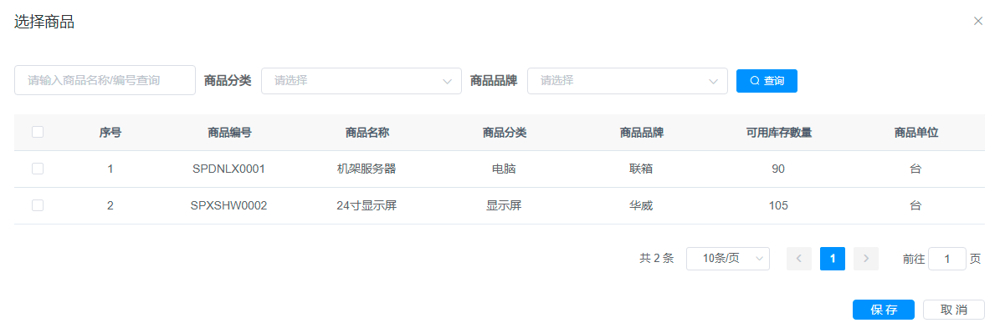 选择商品
请输入商品名称/编号查询 商品分类 请选择 商品品牌 请选择 查询
序号 商品编号 商品名称 商品分类 商品品牌 可用库存數量 商品单位
1 SPDNLX0001 机架服务器 电脑 联箱 90 台
2 SPXSHW0002 24寸显示屏 显示屏 华威 105 台
共 2 条 10条/页 1 前往 1 页
保 存 取 消